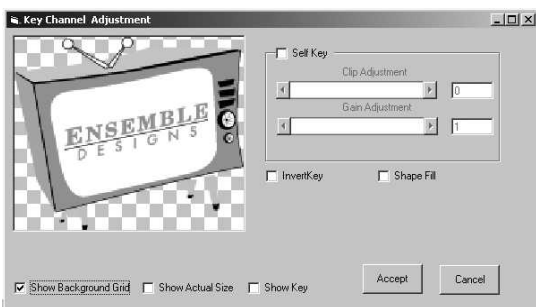 Key Channel Adjustment
Self Key
Clip Adjustment
0
Gain Adjustment
1
ENSEMBLE
DESIGNS
InvertKey
Shape Fill
Show Background Grid
Show Actual Size
Show Key
Accept
Cancel